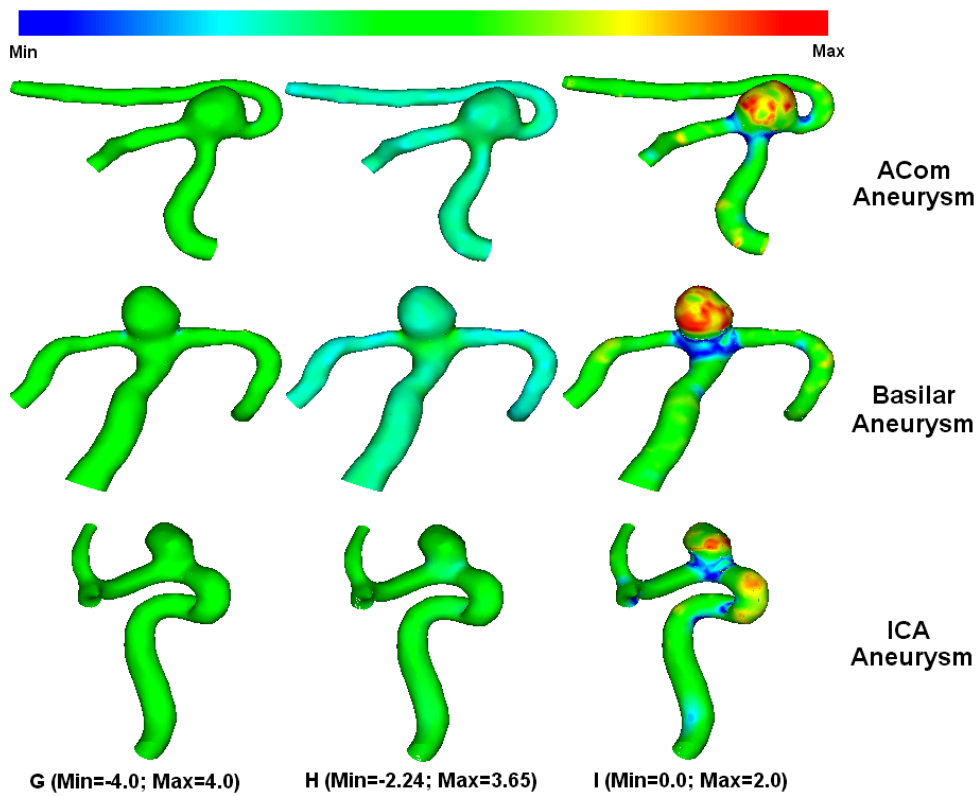 Min Max
ACom
Aneurysm
Basilar
Aneurysm
ICA
Aneurysm
G (Min=-4.0; Max=4.0) H (Min=-2.24; Max=3.65) I (Min=0.0; Max=2.0)